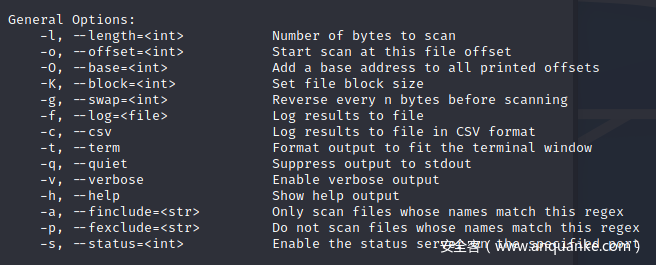 General Options:
-l, --length=<int> Number of bytes to scan
-o, --offset=<int> Start scan at this file offset
-O, --base=<int> Add a base address to all printed offsets
-K, --block=<int> Set file block size
-g, --swap=<int> Reverse every n bytes before scanning
-f, --log=<file> Log results to file
-c, --csv Log results to file in CSV format
-t, --term Format output to fit the terminal window
-q, --quiet Suppress output to stdout
-v, --verbose Enable verbose output
-h, --help Show help output
-a, --finclude=<str> Only scan files whose names match this regex
-p, --fexclude=<str> Do not scan files whose names match this regex
-s, --status=<int> Enable the status server on the specified port
安全客（www.anquanke.com）